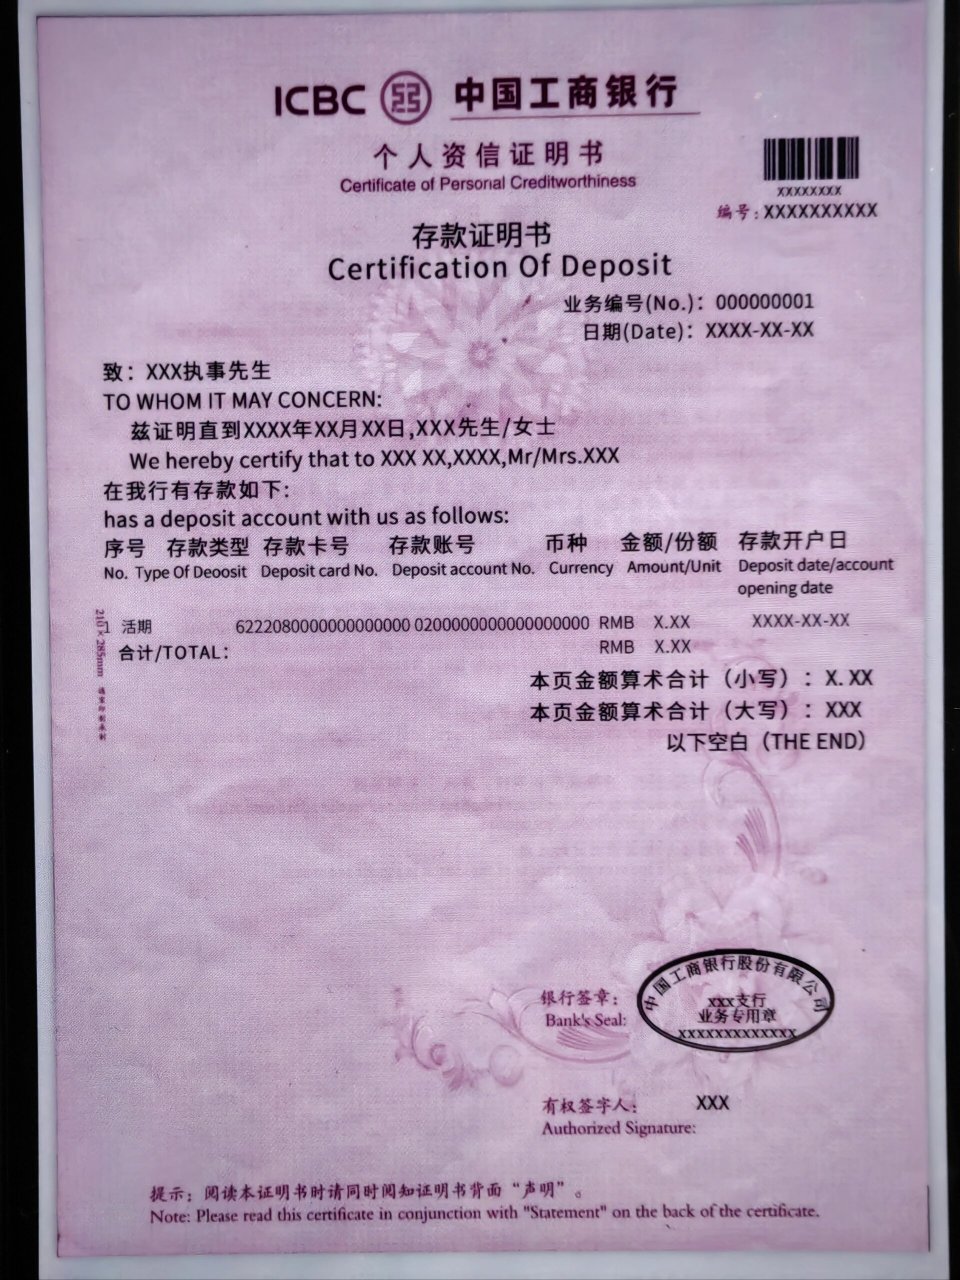 ICBC 中国工商银行
个人资信证明书
Certificate of Personal Creditworthiness
XXXXXXXX
编号:XXXXXXXXXX
存款证明书
Certification Of Deposit
业务编号(No.): 000000001
日期(Date): XXXX-XX-XX
致: XXX执事先生
TO WHOM IT MAY CONCERN:
兹证明直到XXXX年XX月XX日,XXX先生/女士
We hereby certify that to XXX XX,XXXX,Mr/Mrs.XXX
在我行有存款如下:
has a deposit account with us as follows:
序号 存款类型 存款卡号 存款账号 币种 金额/份额 存款开户日
No. Type Of Deoosit Deposit card No. Deposit account No. Currency Amount/Unit Deposit date/account
opening date
1 活期 6222080000000000000 0200000000000000000 RMB X.XX XXXX-XX-XX
合计/TOTAL: RMB X.XX
210×285mm
本页金额算术合计（小写）: X. XX
本页金额算术合计（大写）: XXX
以下空白（THE END）
中国工商银行股份有限公司
xxx支行
业务专用章
xxxxxxxxxxxxx
银行签章:
Bank's Seal:
有权签字人: XXX
Authorized Signature:
提示: 阅读本证明书时请同时阅知证明书背面“声明”。
Note: Please read this certificate in conjunction with "Statement" on the back of the certificate.